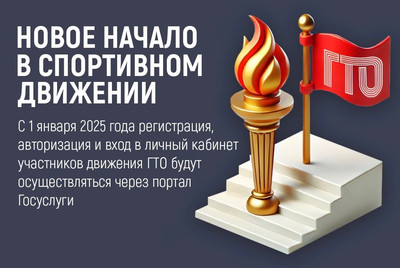 НОВОЕ НАЧАЛО
В СПОРТИВНОМ
ДВИЖЕНИИ
С 1 января 2025 года регистрация,
авторизация и вход в личный кабинет
участников движения ГТО будут
осуществляться через портал
Госуслуги
ГТО